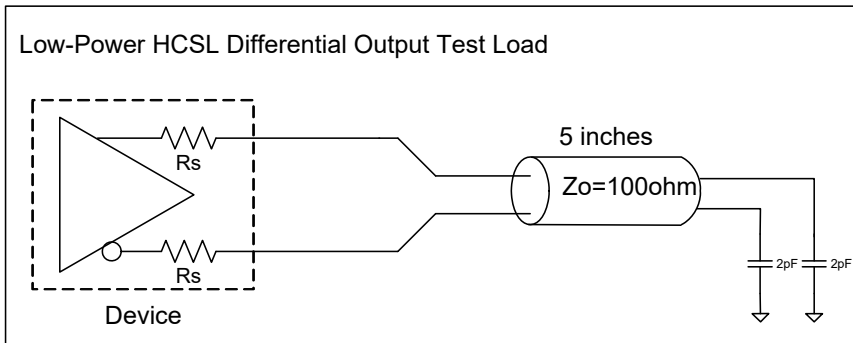 Low-Power HCSL Differential Output Test Load
Rs
5 inches
Zo=100ohm
Rs
2pF
2pF
Device